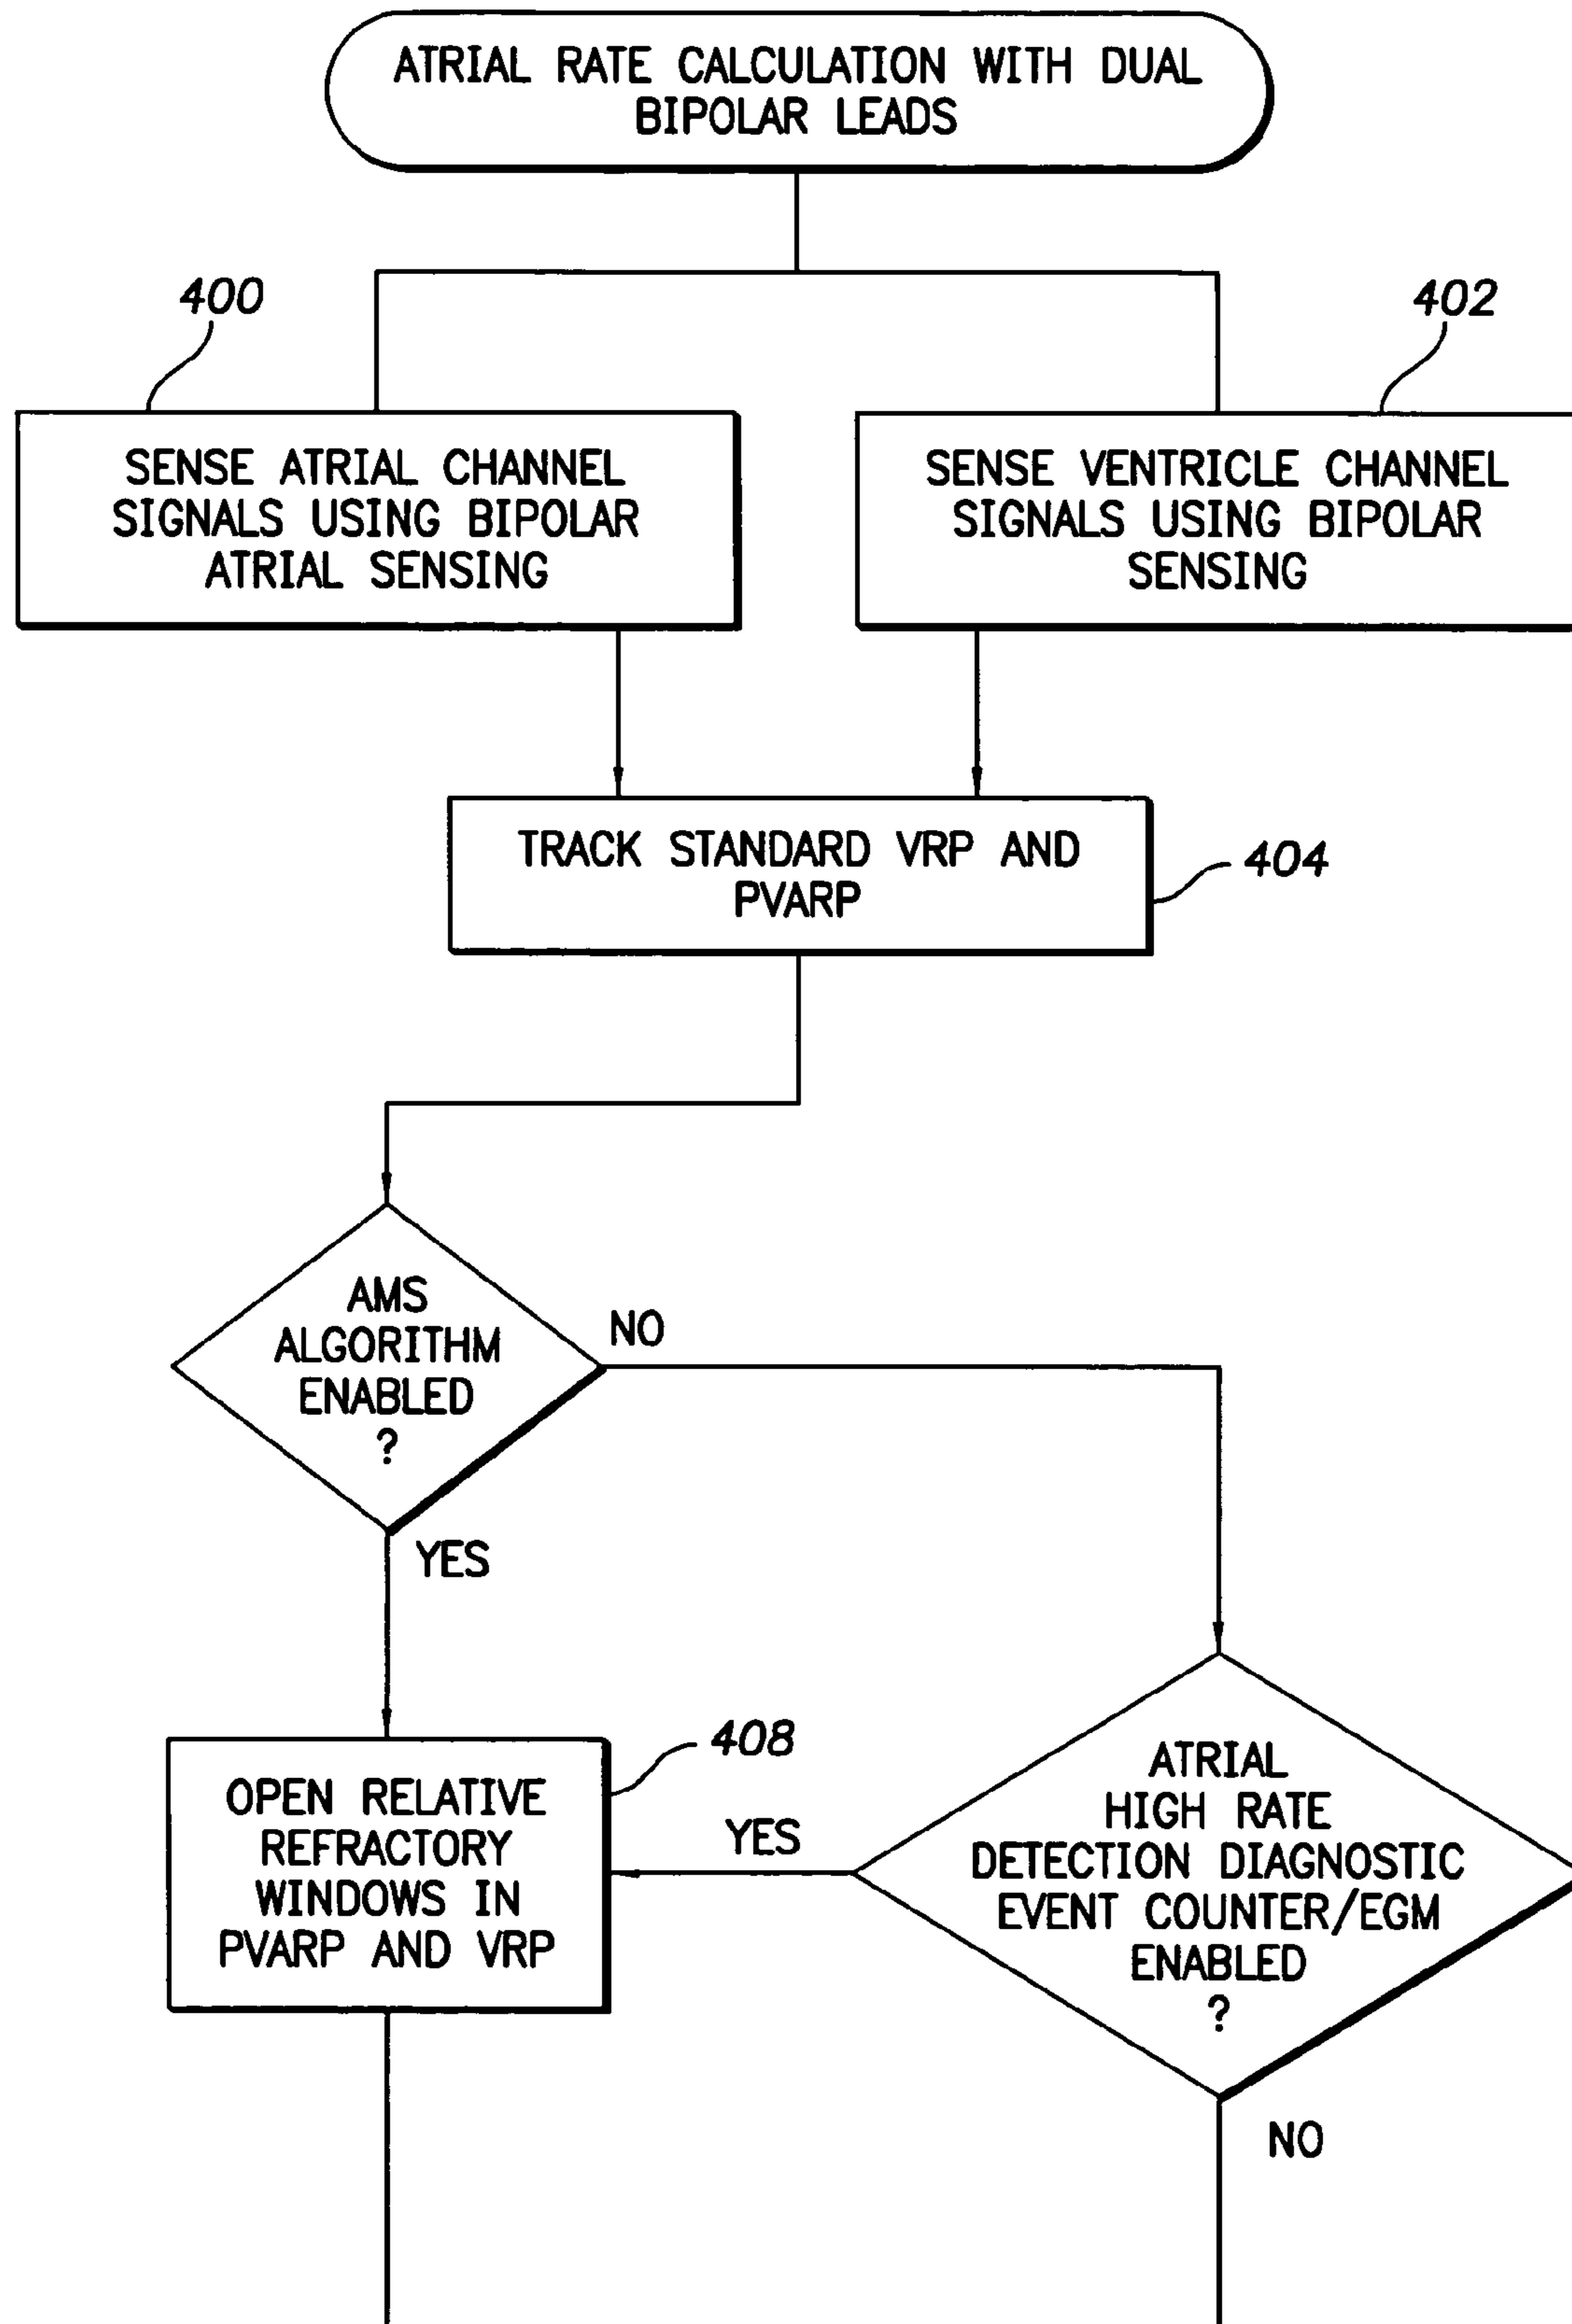 ATRIAL RATE CALCULATION WITH DUAL
BIPOLAR LEADS
400
402
SENSE ATRIAL CHANNEL
SIGNALS USING BIPOLAR
ATRIAL SENSING
SENSE VENTRICLE CHANNEL
SIGNALS USING BIPOLAR
SENSING
TRACK STANDARD VRP AND
PVARP
404
AMS
ALGORITHM
ENABLED
?
NO
YES
408
OPEN RELATIVE
REFRACTORY
WINDOWS IN
PVARP AND VRP
YES
ATRIAL
HIGH RATE
DETECTION DIAGNOSTIC
EVENT COUNTER/EGM
ENABLED
?
NO